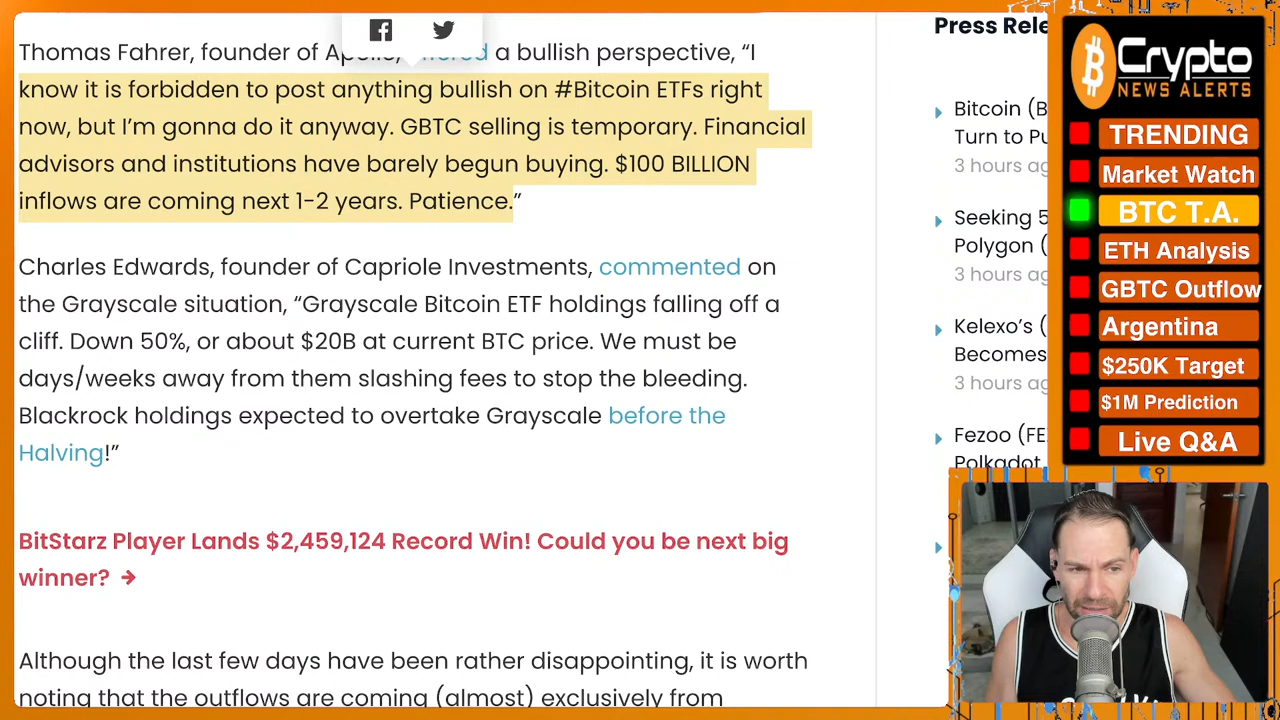 Thomas Fahrer, founder of Apollo, offered a bullish perspective, “I
know it is forbidden to post anything bullish on #Bitcoin ETFs right
now, but I’m gonna do it anyway. GBTC selling is temporary. Financial
advisors and institutions have barely begun buying. $100 BILLION
inflows are coming next 1-2 years. Patience.”
Charles Edwards, founder of Capriole Investments, commented on
the Grayscale situation, “Grayscale Bitcoin ETF holdings falling off a
cliff. Down 50%, or about $20B at current BTC price. We must be
days/weeks away from them slashing fees to stop the bleeding.
Blackrock holdings expected to overtake Grayscale before the
Halving!”
BitStarz Player Lands $2,459,124 Record Win! Could you be next big
winner? →
Although the last few days have been rather disappointing, it is worth
noting that the outflows are coming (almost) exclusively from
Press Rele
Bitcoin (B
Turn to Pu
3 hours ag
Seeking 5
Polygon (
3 hours ag
Kelexo’s (
Becomes
3 hours ag
Fezoo (FE
Polkadot
Crypto
NEWS ALERTS
TRENDING
Market Watch
BTC T.A.
ETH Analysis
GBTC Outflow
Argentina
$250K Target
$1M Prediction
Live Q&A